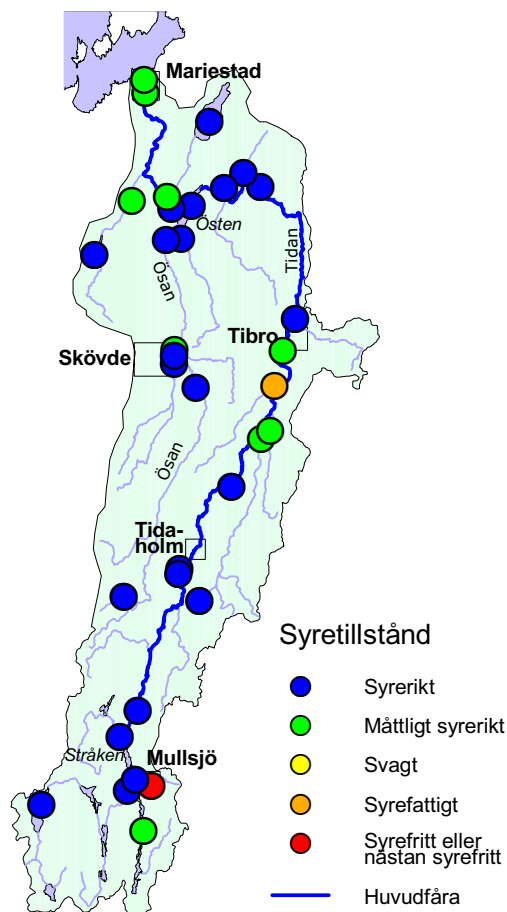 Mariestad
Östen
Ösan
Tidan
Tibro
Skövde
Ösan
Tida-
holm
Syretillstånd
Syrerikt
Måttligt syrerikt
Stråken
Mullsjö
Svagt
Syrefattigt
Syrefritt eller
nästan syrefritt
Huvudfåra